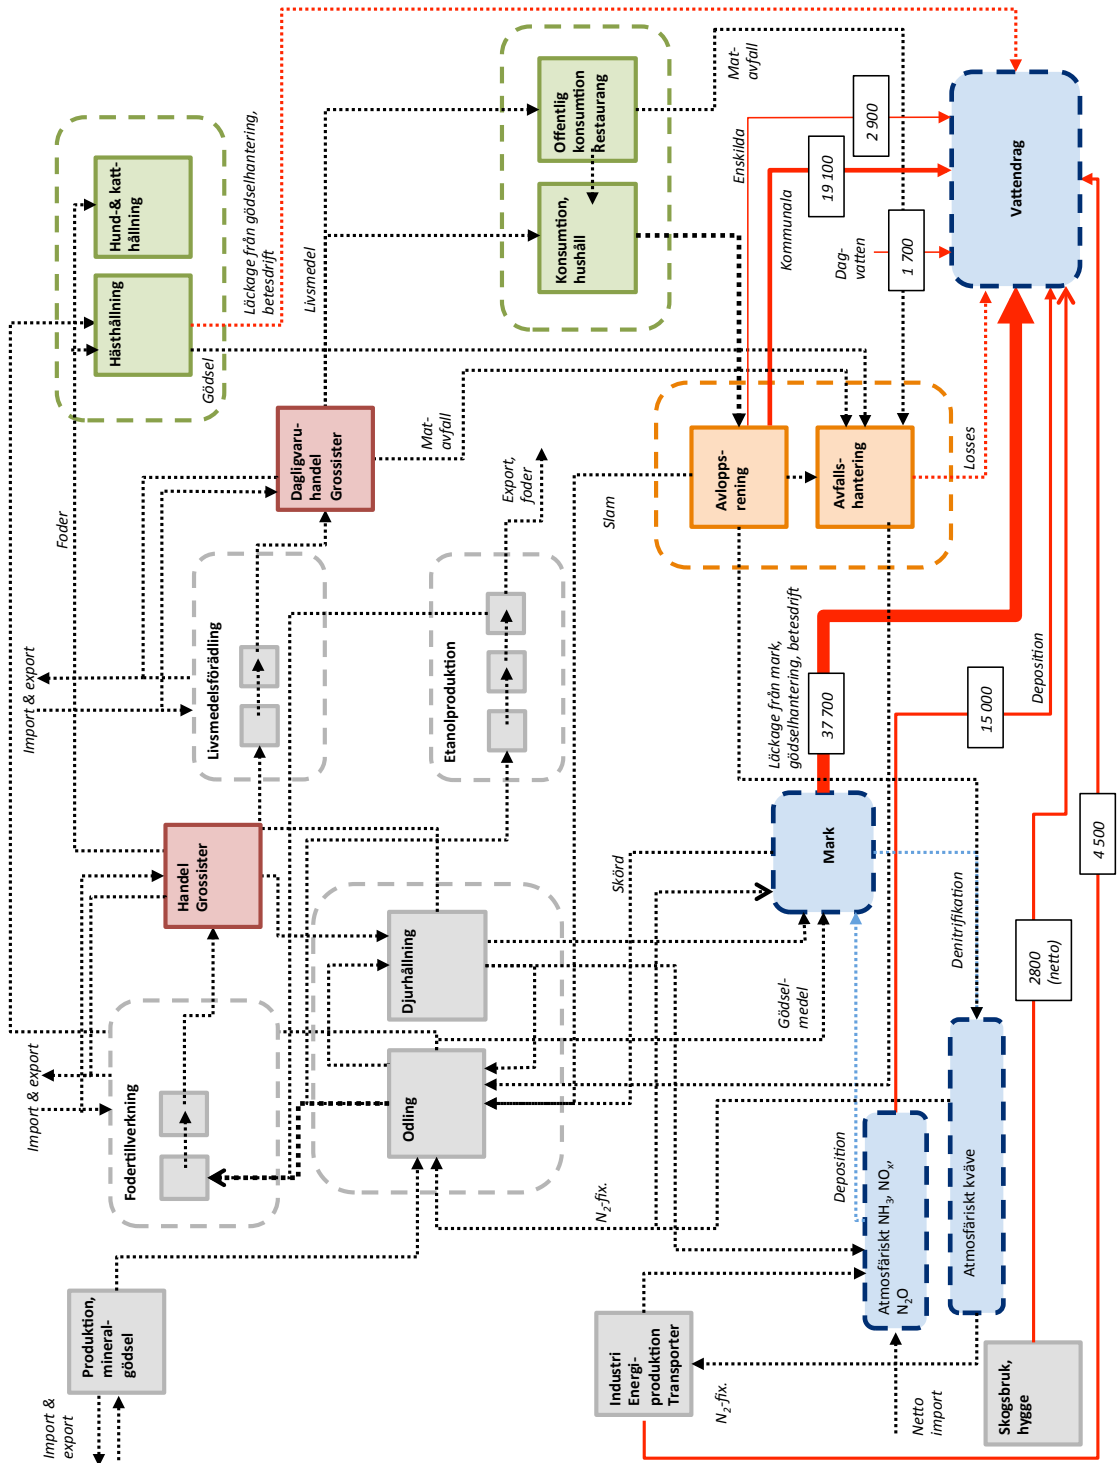 Import &
export
Produktion,
mineral-
gödsel
Import & export
Fodertillverkning
Handel
Grossister
Import & export
Foder
Livsmedelsförädling
Dagligvaru-
handel
Grossister
Hästhållning
Hund-& katt-
hållning
Gödsel
Läckage från gödselhantering,
betesdrift
Livsmedel
Odling
Djurhållning
Etanolproduktion
Mat-
avfall
Export,
foder
Konsumtion,
hushåll
Offentlig
konsumtion
Restaurang
Mat-
avfall
N2-fix.
Skörd
Slam
Industri
Energi-
produktion
Transporter
N2-fix.
Gödsel-
medel
Mark
Läckage från mark,
gödselhantering, betesdrift
37 700
Avlopps-
rening
Avfalls-
hantering
Enskilda
2 900
Kommunala
19 100
Dag-
vatten
1 700
Deposition
Atmosfäriskt NH3, NOx,
N2O
Netto
import
Denitrifikation
Atmosfäriskt kväve
15 000
Losses
Vattendrag
Deposition
Skogsbruk,
hygge
2800
(netto)
4 500